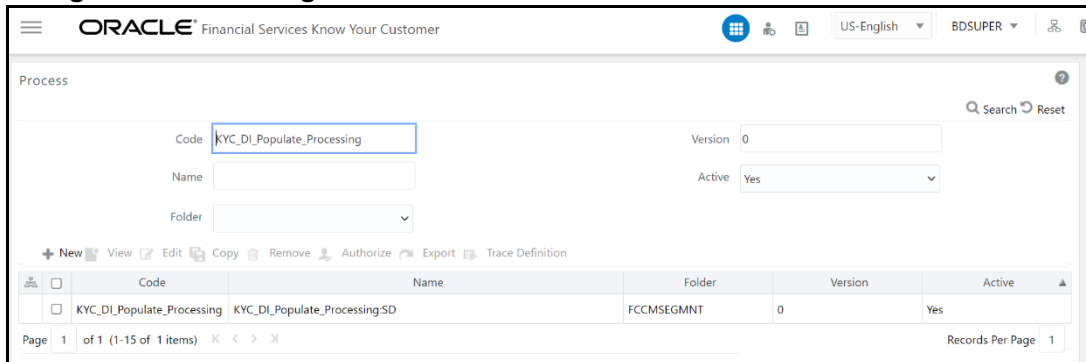 ORACLE® Financial Services Know Your Customer US-English BDSUPER
Process
Search Reset
Code KYC_DI_Populate_Processing Version 0
Name Active Yes
Folder
New View Edit Copy Remove Authorize Export Trace Definition
Code Name Folder Version Active
KYC_DI_Populate_Processing KYC_DI_Populate_Processing:SD FCCMSEGMNT 0 Yes
Page 1 of 1 (1-15 of 1 items) Records Per Page 1